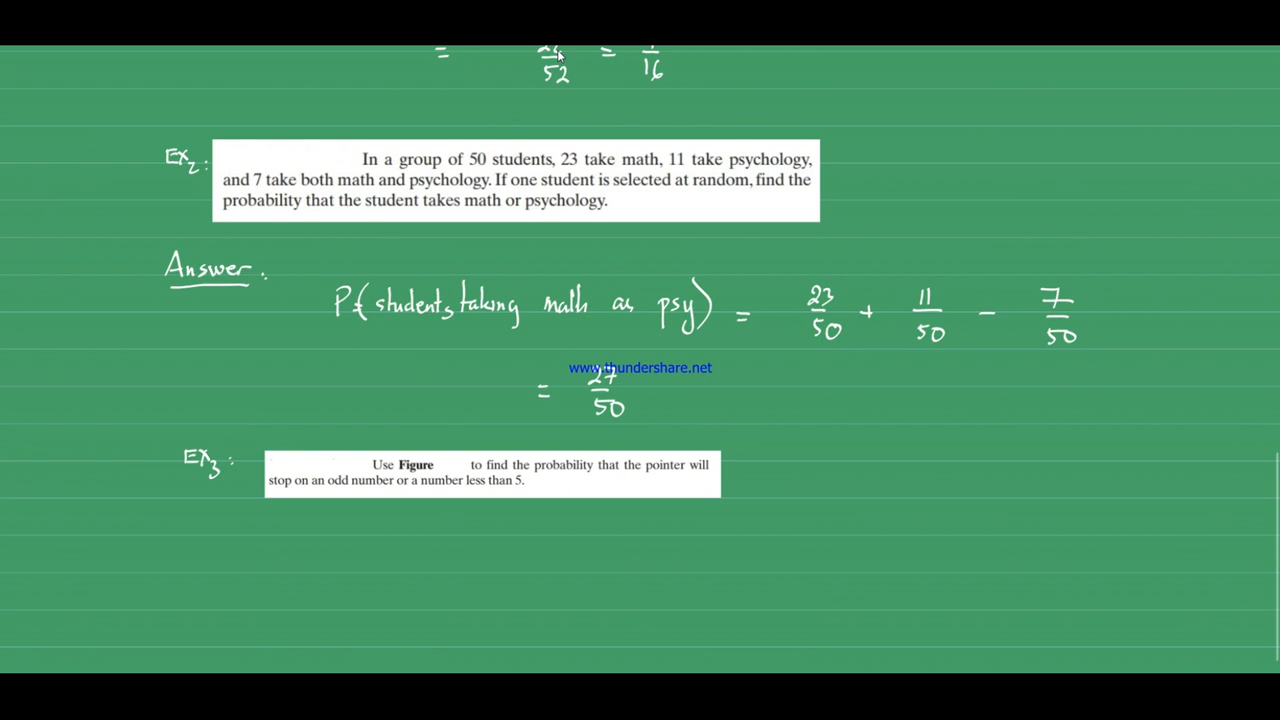 =
52
=
16
Ex2:
In a group of 50 students, 23 take math, 11 take psychology,
and 7 take both math and psychology. If one student is selected at random, find the
probability that the student takes math or psychology.
Answer:
P(students taking math as psy) = 23/50 + 11/50 - 7/50
www.thundershare.net
= 27/50
Ex3:
Use Figure to find the probability that the pointer will
stop on an odd number or a number less than 5.